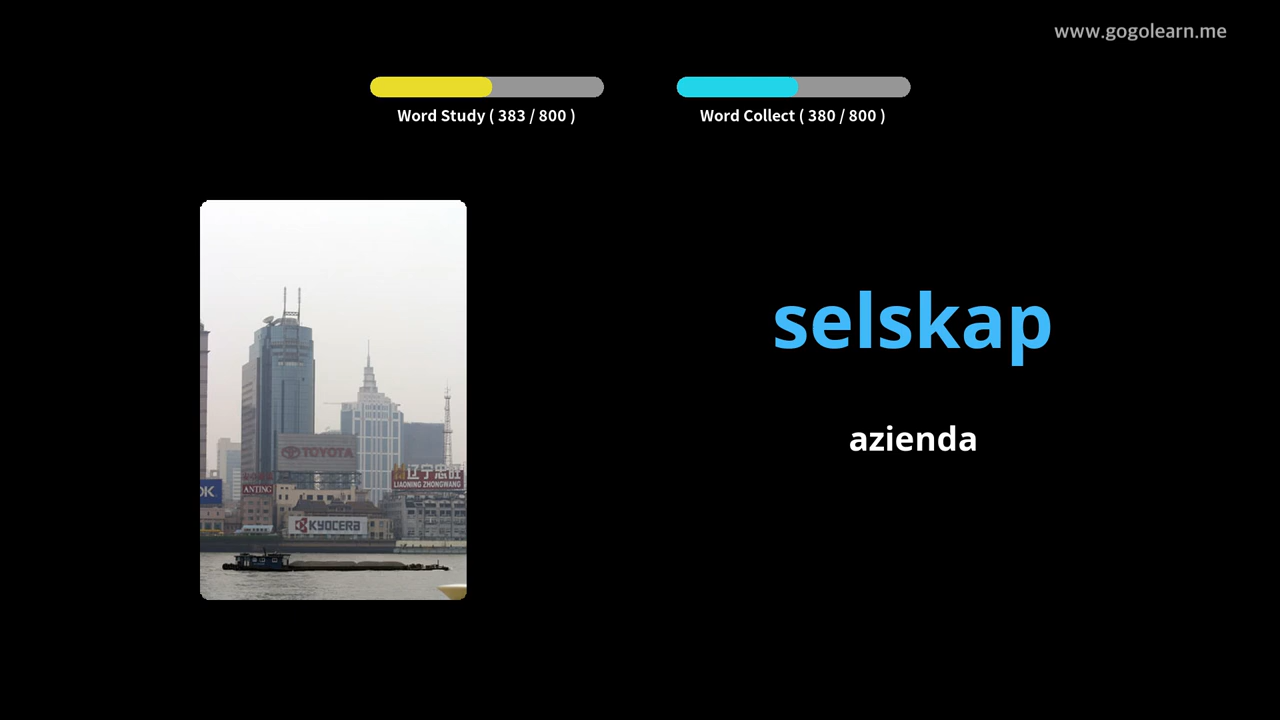 www.gogolearn.me
Word Study ( 383 / 800 )
Word Collect ( 380 / 800 )
selskap
azienda
TOYOTA
辽宁忠旺
LIAONING ZHONGWANG
OK
ANTING
KYOCERA